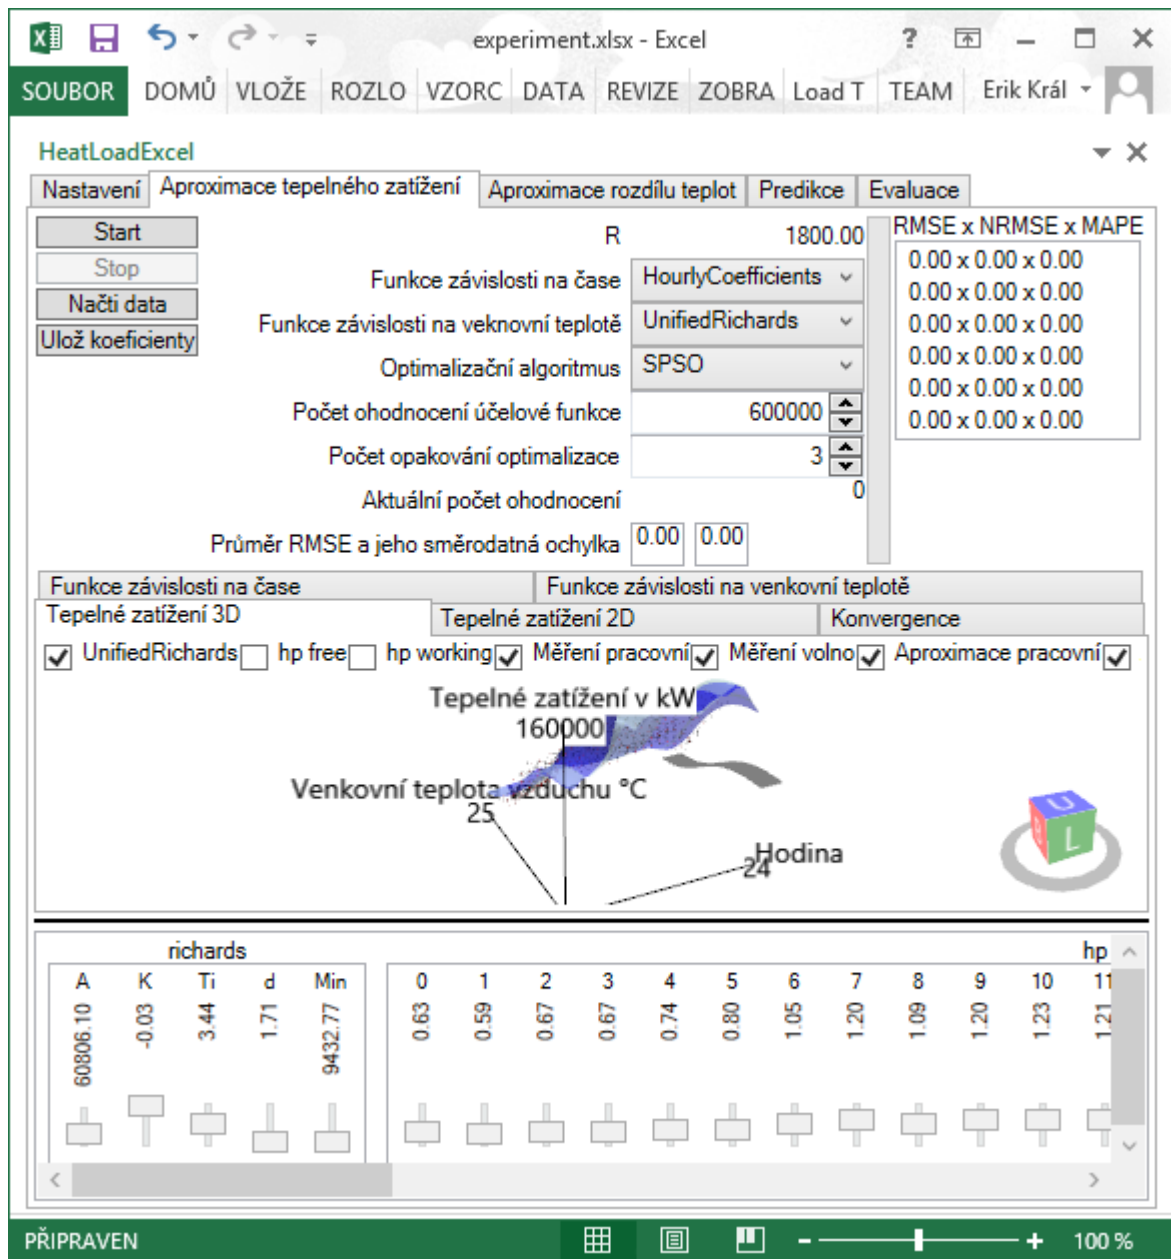 experiment.xlsx - Excel
SOUBOR DOMŮ VLOŽE ROZLO VZORC DATA REVIZE ZOBRA Load T TEAM Erik Král
HeatLoadExcel
Nastavení Aproximace tepelného zatížení Aproximace rozdílu teplot Predikce Evaluace
Start
Stop
Načti data
Ulož koeficienty
R 1800.00
Funkce závislosti na čase HourlyCoefficients
Funkce závislosti na veknovní teplotě UnifiedRichards
Optimalizační algoritmus SPSO
Počet ohodnocení účelové funkce 600000
Počet opakování optimalizace 3
Aktuální počet ohodnocení 0
Průměr RMSE a jeho směrodatná ochylka 0.00 0.00
RMSE x NRMSE x MAPE
0.00 x 0.00 x 0.00
0.00 x 0.00 x 0.00
0.00 x 0.00 x 0.00
0.00 x 0.00 x 0.00
0.00 x 0.00 x 0.00
0.00 x 0.00 x 0.00
Funkce závislosti na čase Funkce závislosti na venkovní teplotě
Tepelné zatížení 3D Tepelné zatížení 2D Konvergence
UnifiedRichards hp free hp working Měření pracovní Měření volno Aproximace pracovní
Tepelné zatížení v kW
160000
Venkovní teplota vzduchu °C
25
Hodina
24
U
L
richards hp
A K Ti d Min 0 1 2 3 4 5 6 7 8 9 10 11
60806.10 -0.03 3.44 1.71 9432.77 0.63 0.59 0.67 0.67 0.74 0.80 1.05 1.20 1.09 1.20 1.23 1.21
PŘIPRAVEN 100 %